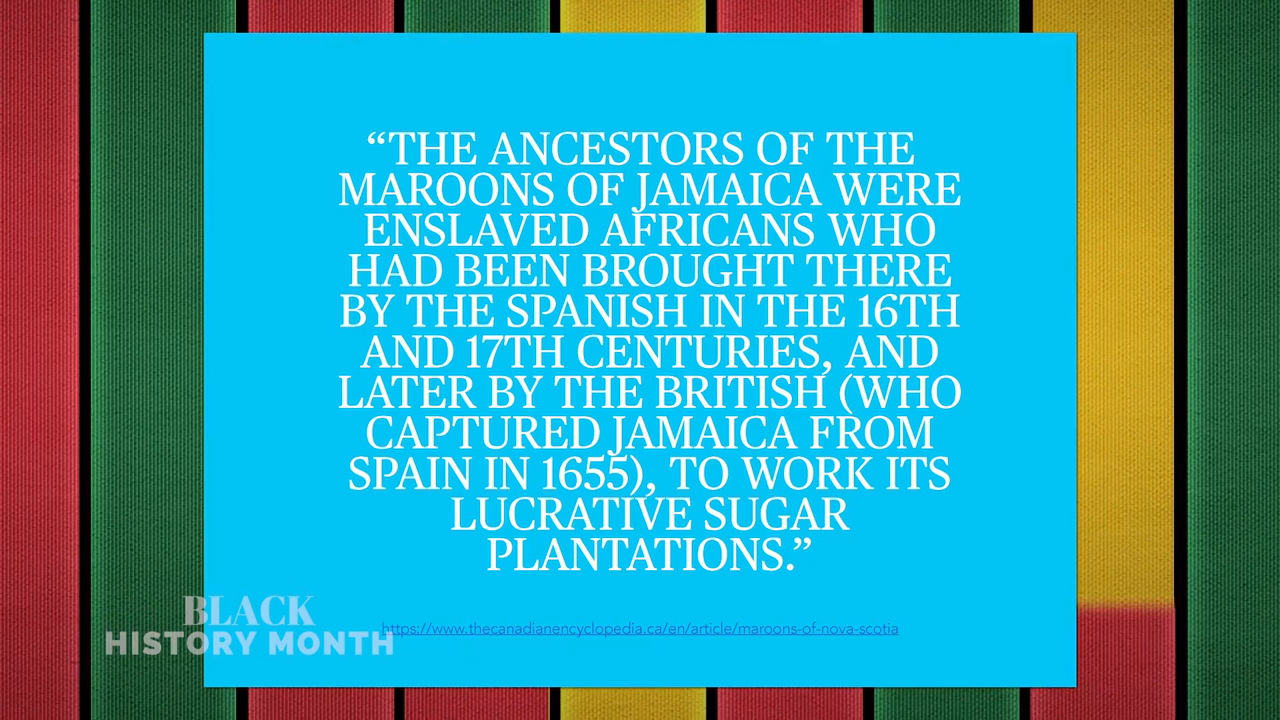 “THE ANCESTORS OF THE
MAROONS OF JAMAICA WERE
ENSLAVED AFRICANS WHO
HAD BEEN BROUGHT THERE
BY THE SPANISH IN THE 16TH
AND 17TH CENTURIES, AND
LATER BY THE BRITISH (WHO
CAPTURED JAMAICA FROM
SPAIN IN 1655), TO WORK ITS
LUCRATIVE SUGAR
PLANTATIONS.”
https://www.thecanadianencyclopedia.ca/en/article/maroons-of-nova-scotia
BLACK
HISTORY MONTH